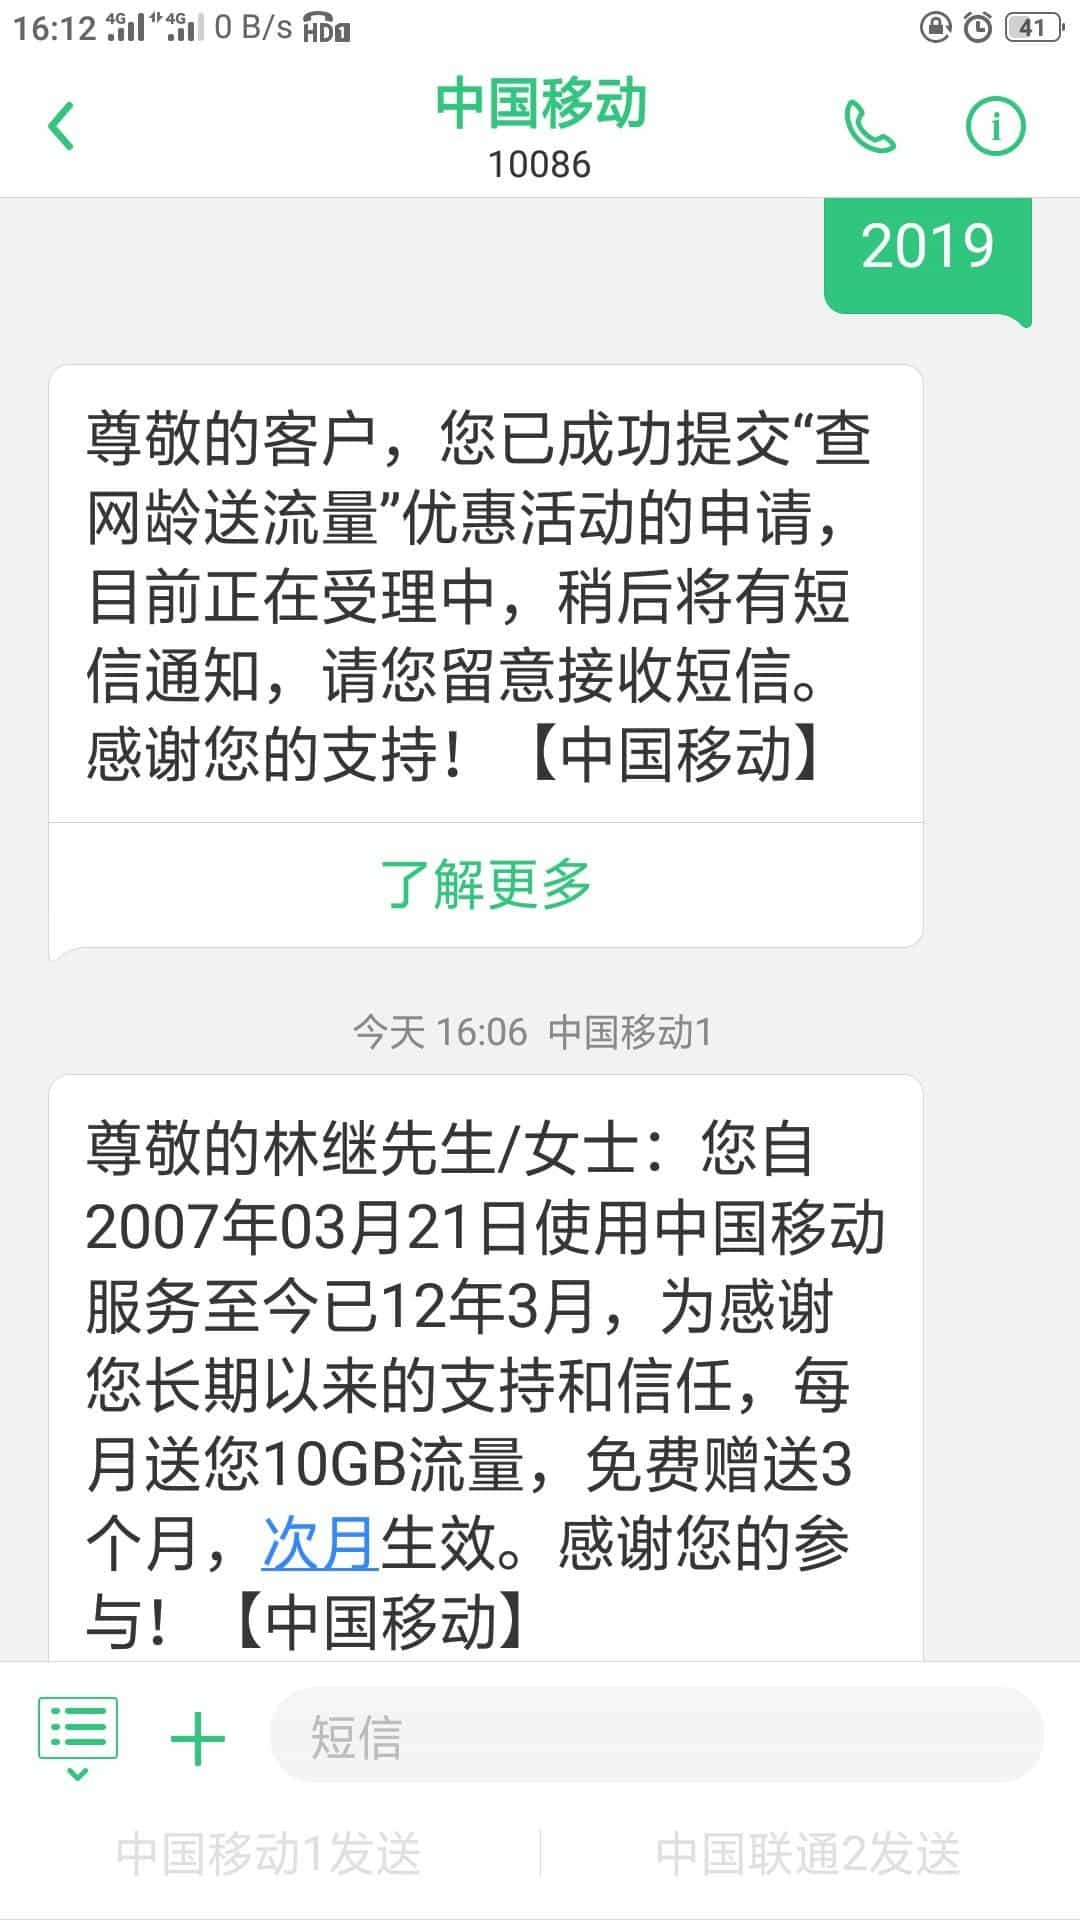 16:12 4G 4G 0 B/s HD1 41
中国移动
10086
2019
尊敬的客户，您已成功提交“查
网龄送流量”优惠活动的申请，
目前正在受理中，稍后将有短
信通知，请您留意接收短信。
感谢您的支持！【中国移动】
了解更多
今天 16:06 中国移动1
尊敬的林继先生/女士：您自
2007年03月21日使用中国移动
服务至今已12年3月，为感谢
您长期以来的支持和信任，每
月送您10GB流量，免费赠送3
个月，次月生效。感谢您的参
与！【中国移动】
短信
中国移动1发送
中国联通2发送